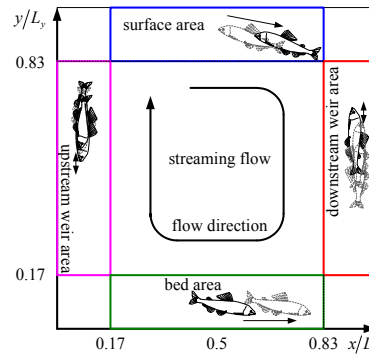 y/L_y
surface area
0.83
upstream weir area
downstream weir area
streaming flow
flow direction
0.17
bed area
0.17 0.5 0.83 x/L